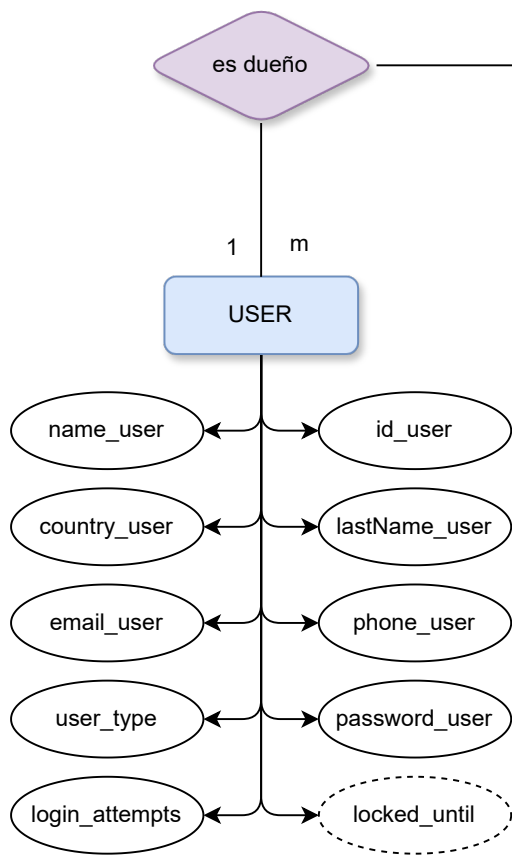 es dueño
1 m
USER
name_user id_user
country_user lastName_user
email_user phone_user
user_type password_user
login_attempts locked_until